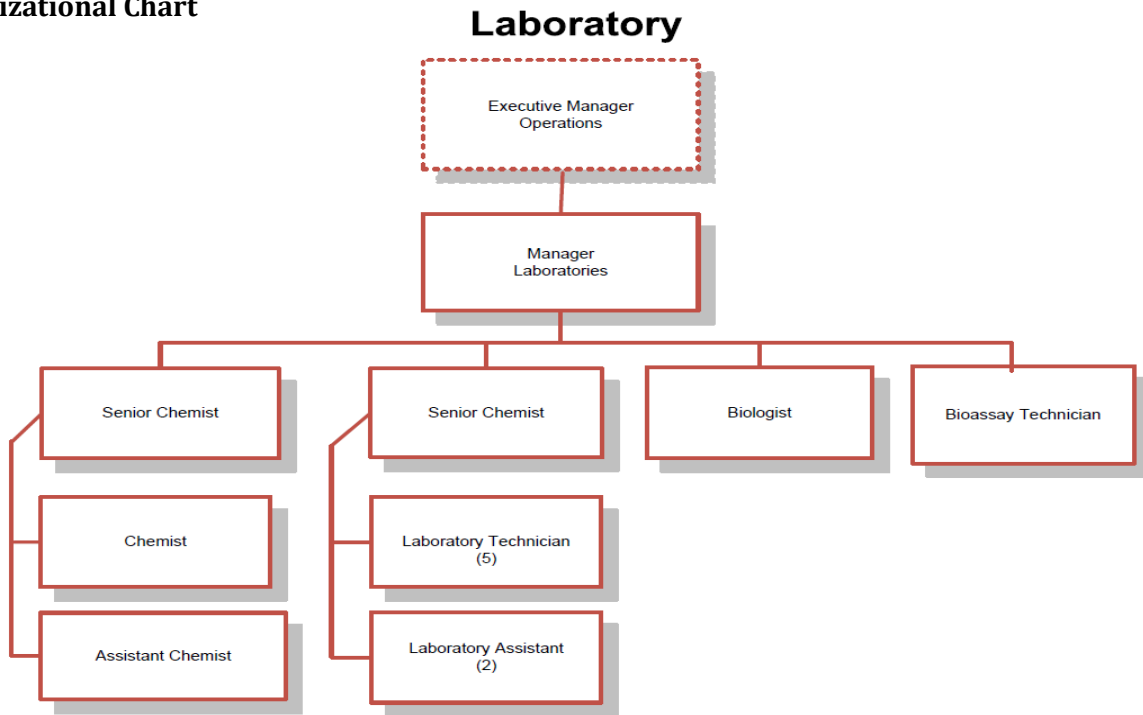 izational Chart
Laboratory
Executive Manager
Operations
Manager
Laboratories
Senior Chemist
Senior Chemist
Biologist
Bioassay Technician
Chemist
Laboratory Technician
(5)
Assistant Chemist
Laboratory Assistant
(2)